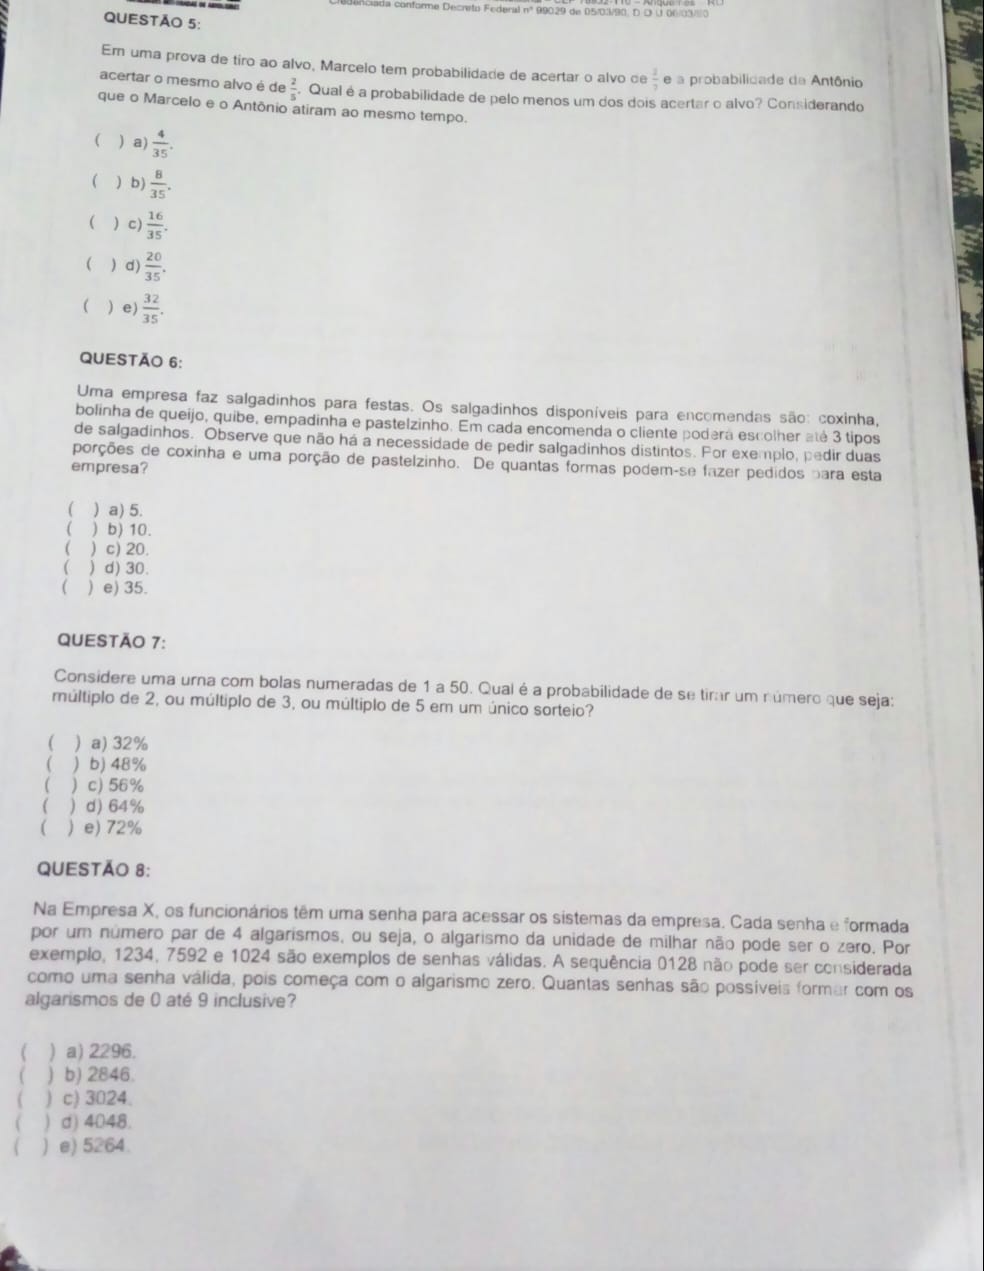 Credenciada conforme Decreto Federal nº 99029 de 05/03/90, D.O.U 06/03/90
QUESTÃO 5:
Em uma prova de tiro ao alvo, Marcelo tem probabilidade de acertar o alvo de e a probabilidade da Antônio
acertar o mesmo alvo é de 2/5. Qual é a probabilidade de pelo menos um dos dois acertar o alvo? Considerando
que o Marcelo e o Antônio atiram ao mesmo tempo.
( ) a) 4/35.
( ) b) 8/35.
( ) c) 16/35.
( ) d) 20/35.
( ) e) 32/35.
QUESTÃO 6:
Uma empresa faz salgadinhos para festas. Os salgadinhos disponíveis para encomendas são: coxinha,
bolinha de queijo, quibe, empadinha e pastelzinho. Em cada encomenda o cliente poderá escolher até 3 tipos
de salgadinhos. Observe que não há a necessidade de pedir salgadinhos distintos. Por exemplo, pedir duas
porções de coxinha e uma porção de pastelzinho. De quantas formas podem-se fazer pedidos para esta
empresa?
( ) a) 5.
( ) b) 10.
( ) c) 20.
( ) d) 30.
( ) e) 35.
QUESTÃO 7:
Considere uma urna com bolas numeradas de 1 a 50. Qual é a probabilidade de se tirar um número que seja:
múltiplo de 2, ou múltiplo de 3, ou múltiplo de 5 em um único sorteio?
( ) a) 32%
( ) b) 48%
( ) c) 56%
( ) d) 64%
( ) e) 72%
QUESTÃO 8:
Na Empresa X, os funcionários têm uma senha para acessar os sistemas da empresa. Cada senha e formada
por um número par de 4 algarismos, ou seja, o algarismo da unidade de milhar não pode ser o zero. Por
exemplo, 1234, 7592 e 1024 são exemplos de senhas válidas. A sequência 0128 não pode ser considerada
como uma senha válida, pois começa com o algarismo zero. Quantas senhas são possíveis formar com os
algarismos de 0 até 9 inclusive?
( ) a) 2296.
( ) b) 2846.
( ) c) 3024.
( ) d) 4048.
( ) e) 5264.